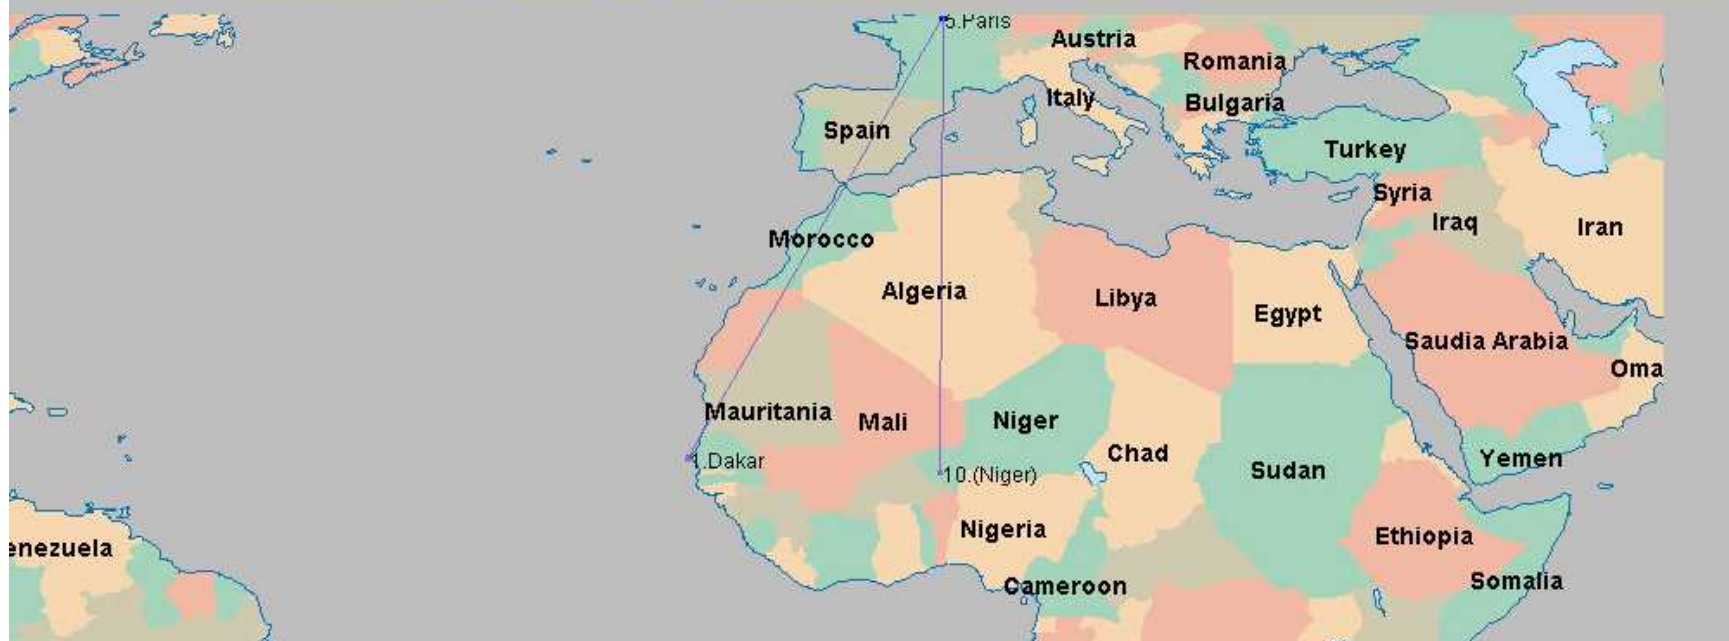 5.Paris
Austria
Romania
Italy
Bulgaria
Spain
Turkey
Syria
Iraq
Iran
Morocco
Algeria
Libya
Egypt
Saudia Arabia
Oma
Mauritania
Mali
Niger
Chad
1.Dakar
10.(Niger)
Sudan
Yemen
Nigeria
Ethiopia
enezuela
Cameroon
Somalia